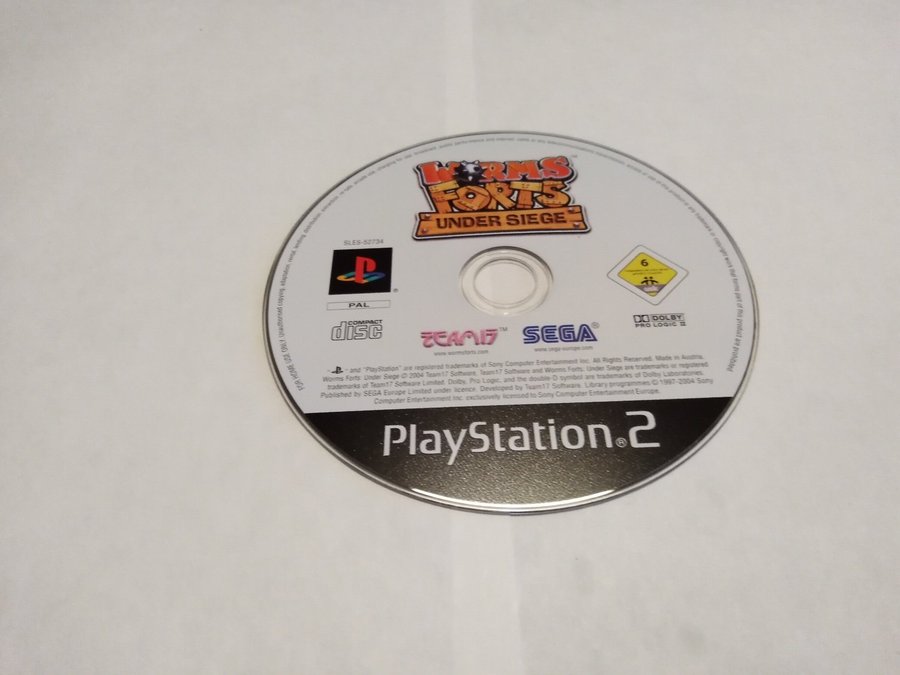 WORMS
FORTS
UNDER SIEGE
SLES-52734
PAL
COMPACT
disc
TEAM17™
www.wormsforts.com
SEGA®
www.sega-europe.com
6
DOLBY
PRO LOGIC II
" and "PlayStation" are registered trademarks of Sony Computer Entertainment Inc. All Rights Reserved. Made in Austria.
Worms Forts: Under Siege © 2004 Team17 Software. Team17 Software and Worms Forts: Under Siege are trademarks or registered
trademarks of Team17 Software Limited. Dolby, Pro Logic, and the double-D symbol are trademarks of Dolby Laboratories.
Published by SEGA Europe Limited under licence. Developed by Team17 Software. Library programmes © 1997-2004 Sony
Computer Entertainment Inc. exclusively licensed to Sony Computer Entertainment Europe.
PlayStation®2